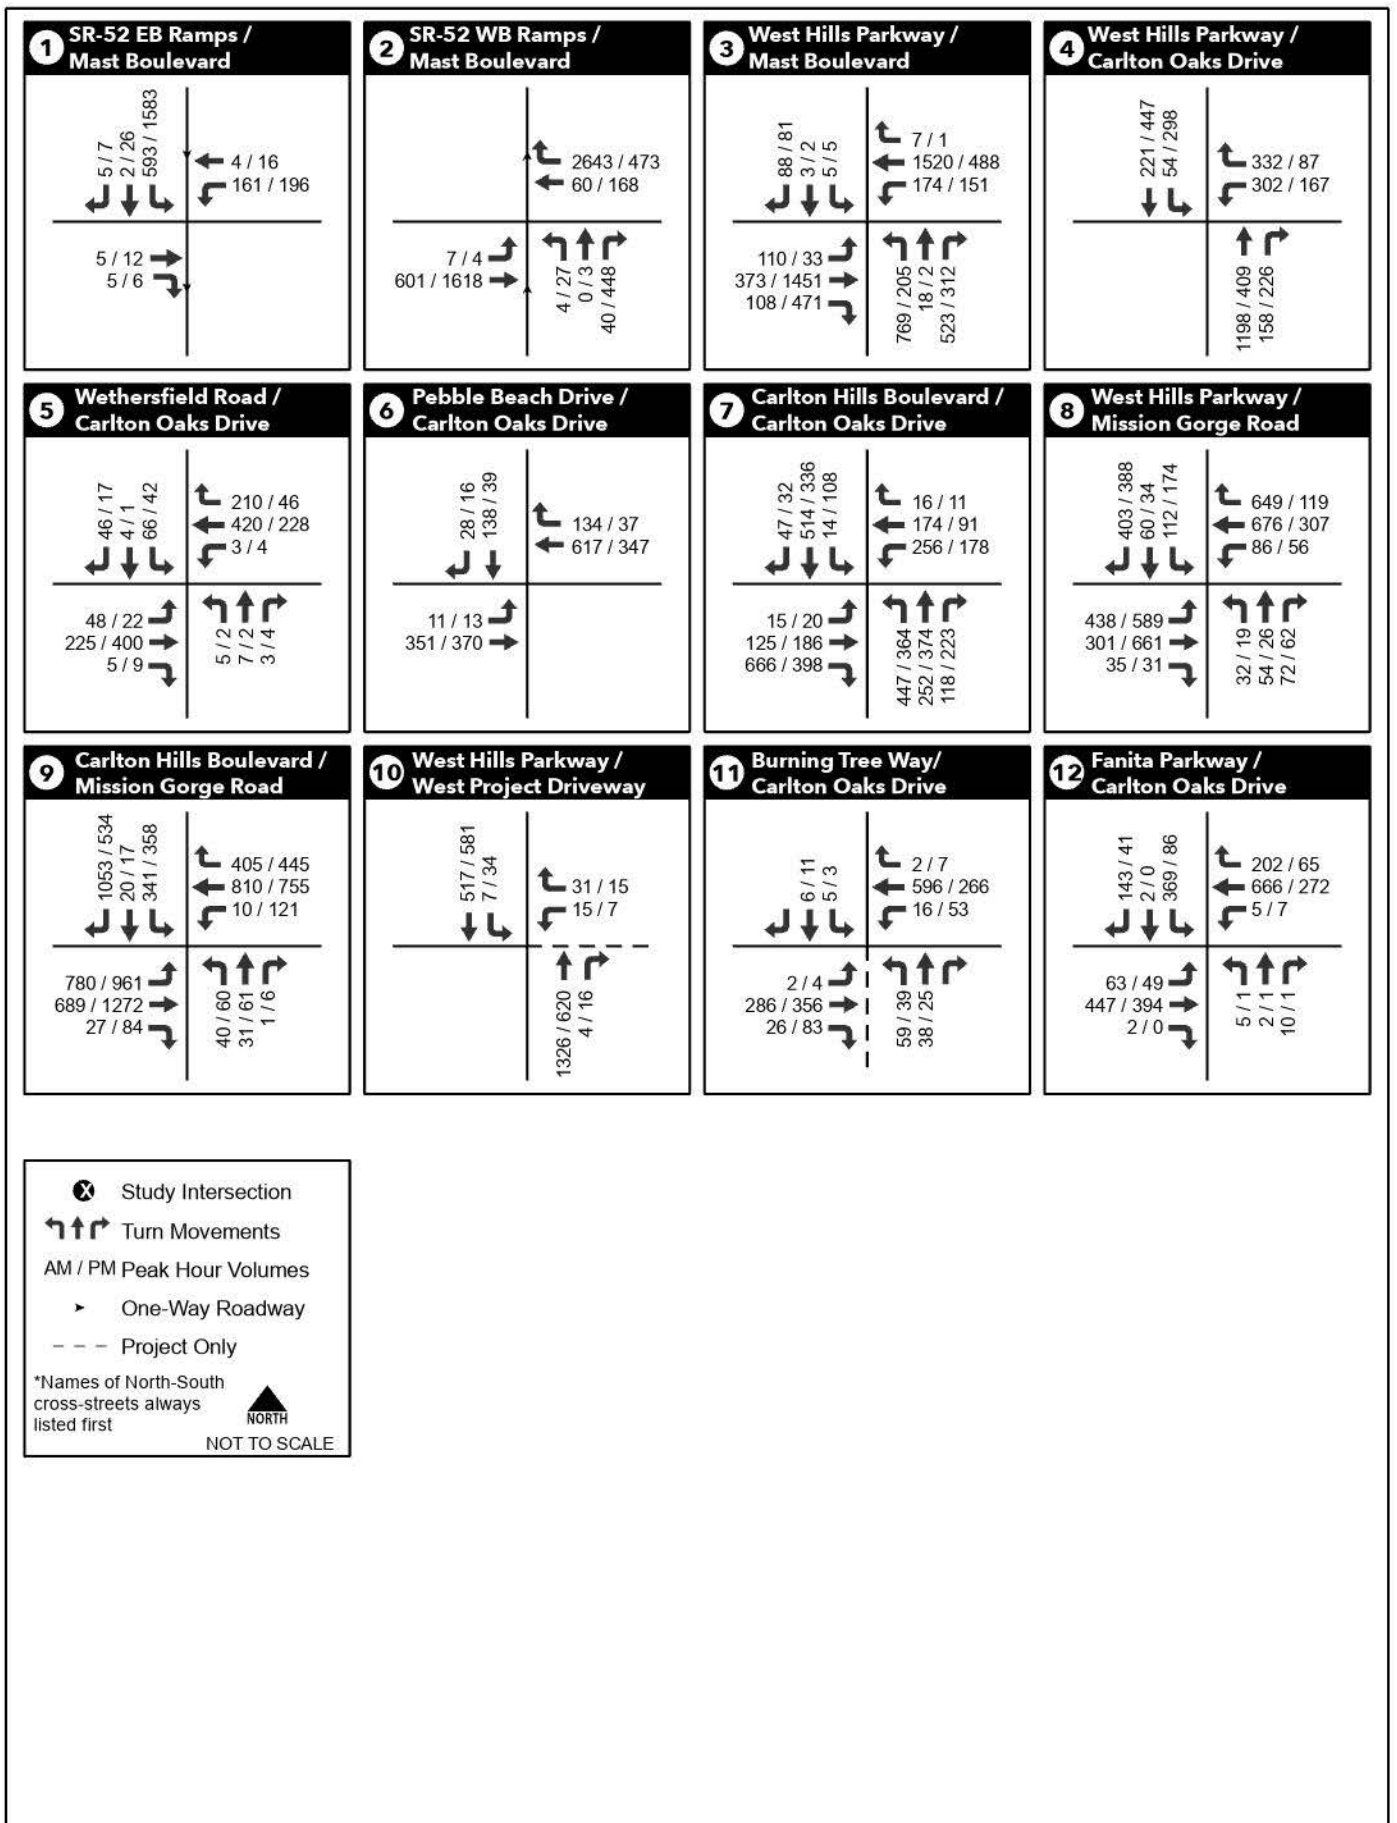 1 SR-52 EB Ramps /
Mast Boulevard
5 / 7
2 / 26
593 / 1583
4 / 16
161 / 196
5 / 12
5 / 6
2 SR-52 WB Ramps /
Mast Boulevard
2643 / 473
60 / 168
7 / 4
601 / 1618
4 / 27
0 / 3
40 / 448
3 West Hills Parkway /
Mast Boulevard
88 / 81
3 / 2
5 / 5
7 / 1
1520 / 488
174 / 151
110 / 33
373 / 1451
108 / 471
769 / 205
18 / 2
523 / 312
4 West Hills Parkway /
Carlton Oaks Drive
221 / 447
54 / 298
332 / 87
302 / 167
1198 / 409
158 / 226
5 Wethersfield Road /
Carlton Oaks Drive
46 / 17
4 / 1
66 / 42
210 / 46
420 / 228
3 / 4
48 / 22
225 / 400
5 / 9
5 / 2
7 / 2
3 / 4
6 Pebble Beach Drive /
Carlton Oaks Drive
28 / 16
138 / 39
134 / 37
617 / 347
11 / 13
351 / 370
7 Carlton Hills Boulevard /
Carlton Oaks Drive
47 / 32
514 / 336
14 / 108
16 / 11
174 / 91
256 / 178
15 / 20
125 / 186
666 / 398
447 / 364
252 / 374
118 / 223
8 West Hills Parkway /
Mission Gorge Road
403 / 388
60 / 34
112 / 174
649 / 119
676 / 307
86 / 56
438 / 589
301 / 661
35 / 31
32 / 19
54 / 26
72 / 62
9 Carlton Hills Boulevard /
Mission Gorge Road
1053 / 534
20 / 17
341 / 358
405 / 445
810 / 755
10 / 121
780 / 961
689 / 1272
27 / 84
40 / 60
31 / 61
1 / 6
10 West Hills Parkway /
West Project Driveway
517 / 581
7 / 34
31 / 15
15 / 7
1326 / 620
4 / 16
11 Burning Tree Way/
Carlton Oaks Drive
6 / 11
5 / 3
2 / 7
596 / 266
16 / 53
2 / 4
286 / 356
26 / 83
59 / 39
38 / 25
12 Fanita Parkway /
Carlton Oaks Drive
143 / 41
2 / 0
369 / 86
202 / 65
666 / 272
5 / 7
63 / 49
447 / 394
2 / 0
5 / 1
2 / 1
10 / 1
X Study Intersection
Turn Movements
AM / PM Peak Hour Volumes
One-Way Roadway
Project Only
*Names of North-South
cross-streets always
listed first
NORTH
NOT TO SCALE